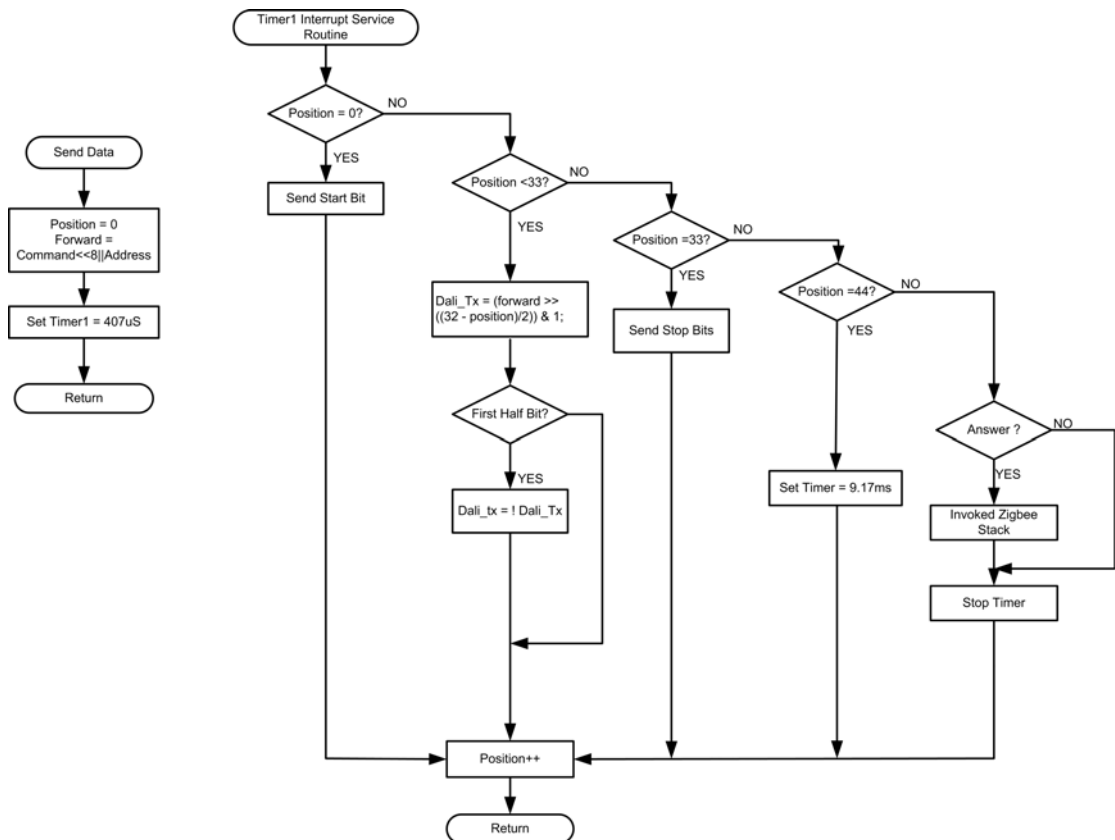 Timer1 Interrupt Service
Routine
Position = 0?
NO
YES
Send Start Bit
Send Data
Position = 0
Forward =
Command<<8||Address
Set Timer1 = 407uS
Return
Position <33?
NO
YES
Dali_Tx = (forward >>
((32 - position)/2)) & 1;
First Half Bit?
YES
Dali_tx = ! Dali_Tx
Position =33?
NO
YES
Send Stop Bits
Position =44?
NO
YES
Set Timer = 9.17ms
Answer ?
NO
YES
Invoked Zigbee
Stack
Stop Timer
Position++
Return